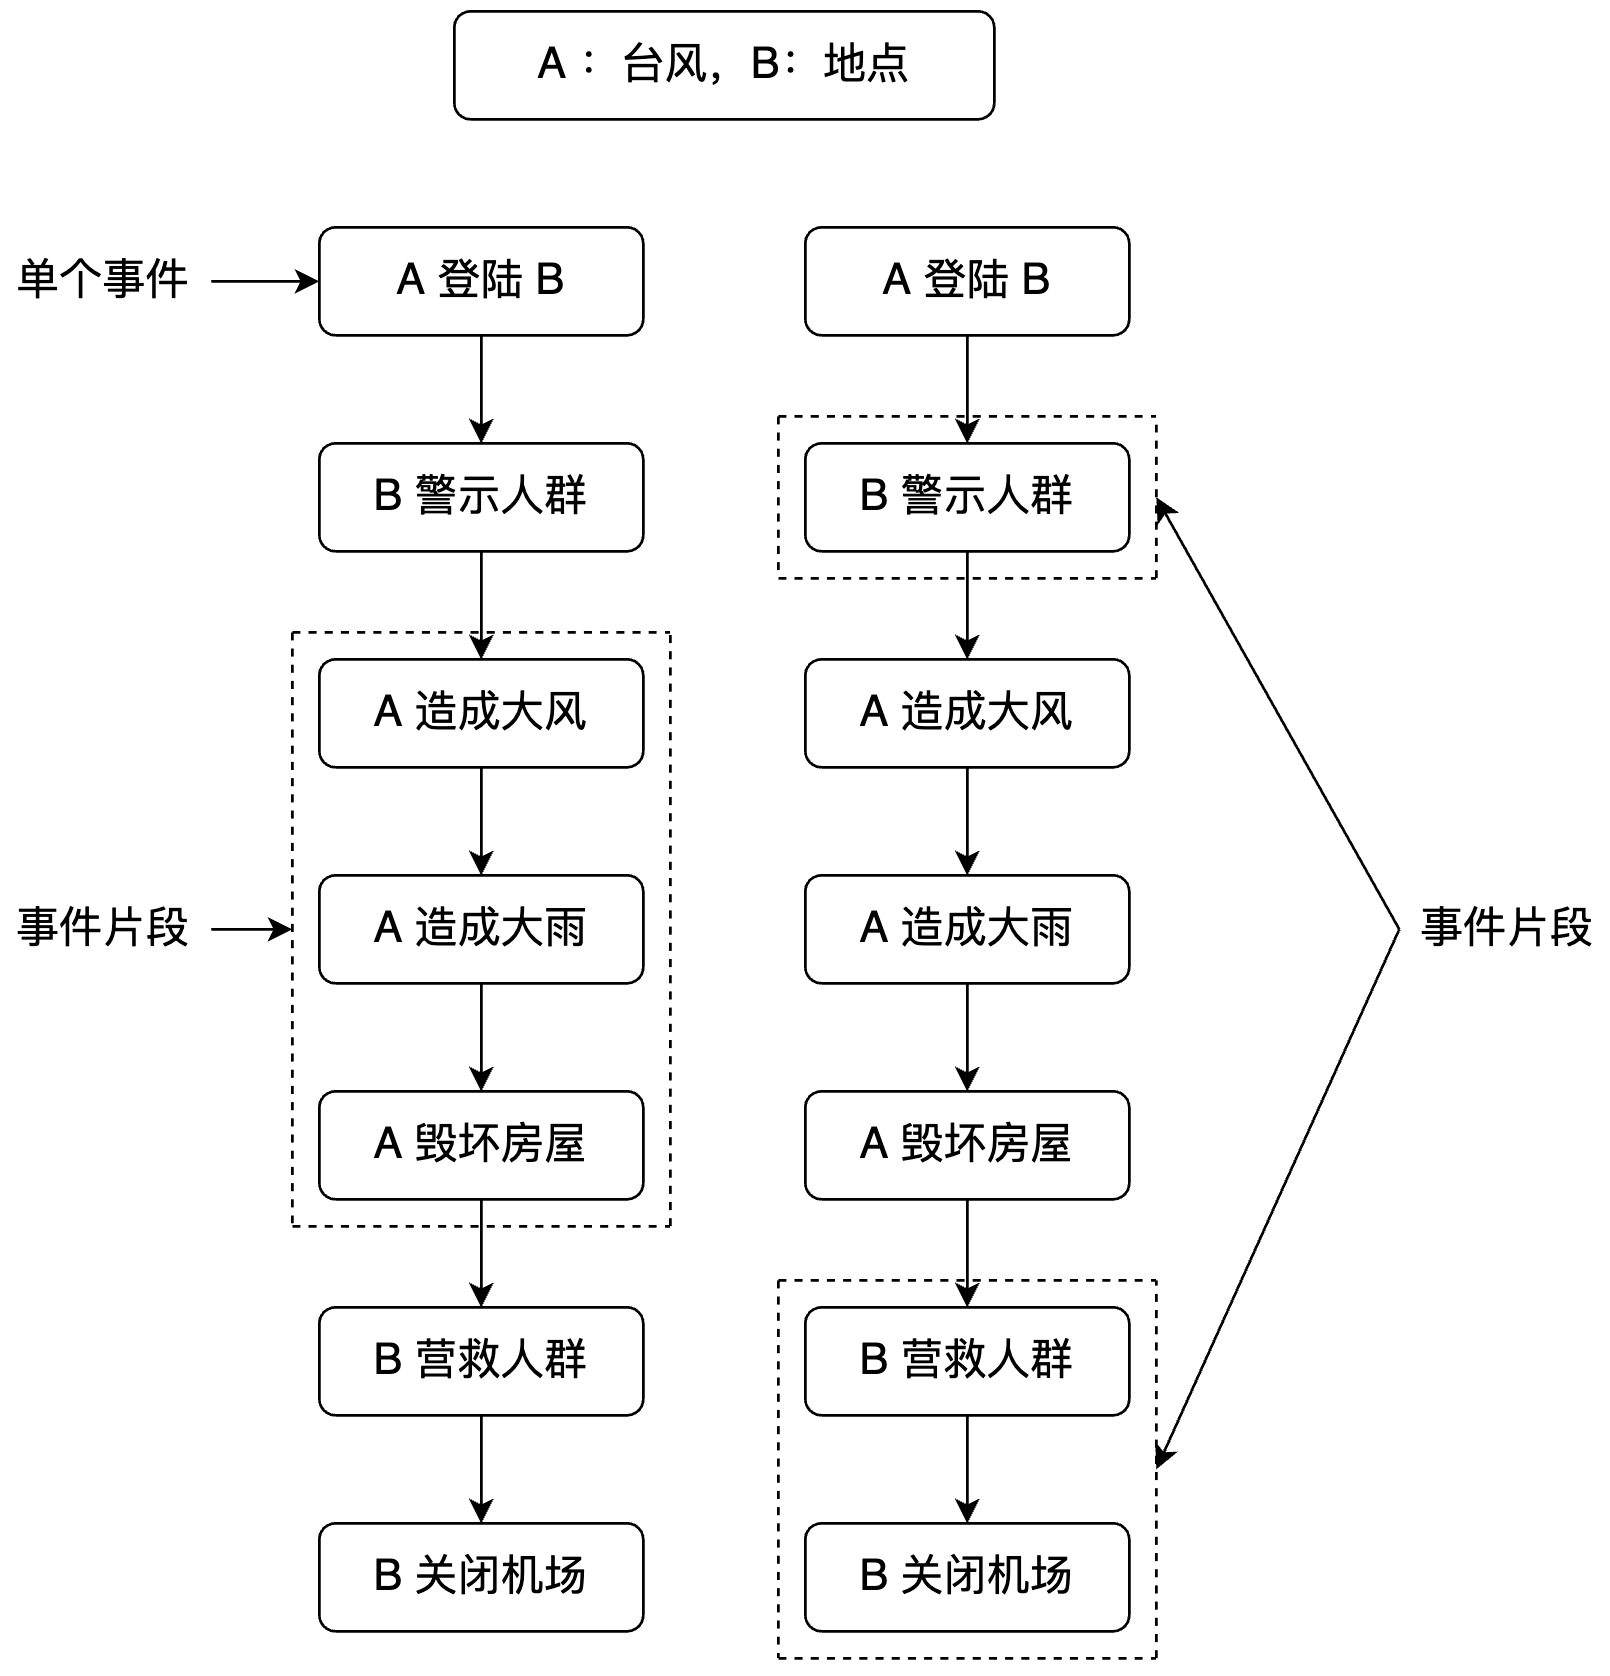 A ：台风，B：地点
单个事件
A 登陆 B
A 登陆 B
B 警示人群
B 警示人群
A 造成大风
A 造成大风
事件片段
A 造成大雨
A 造成大雨
事件片段
A 毁坏房屋
A 毁坏房屋
B 营救人群
B 营救人群
B 关闭机场
B 关闭机场